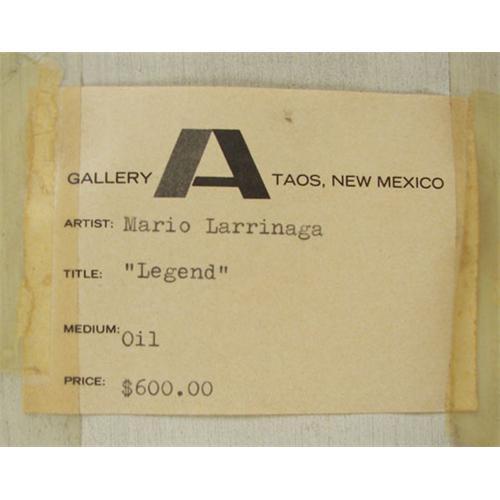 GALLERY A TAOS, NEW MEXICO
ARTIST: Mario Larrinaga
TITLE: "Legend"
MEDIUM: Oil
PRICE: $600.00